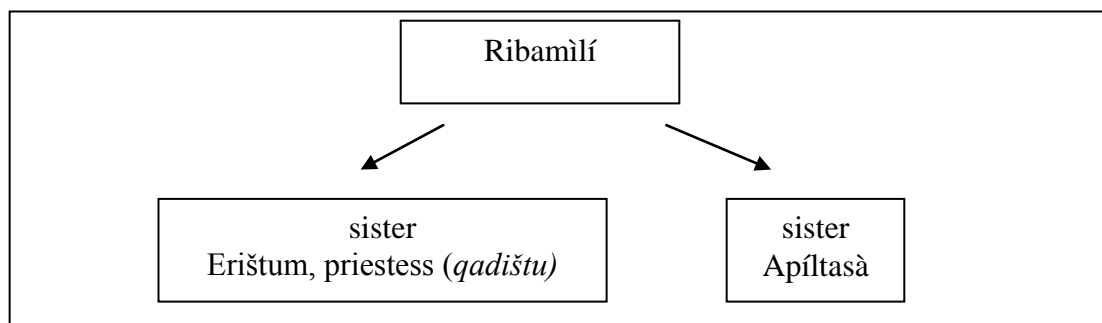 Ribamìlí
sister
Erištum, priestess (qadištu)
sister
Apíltasà